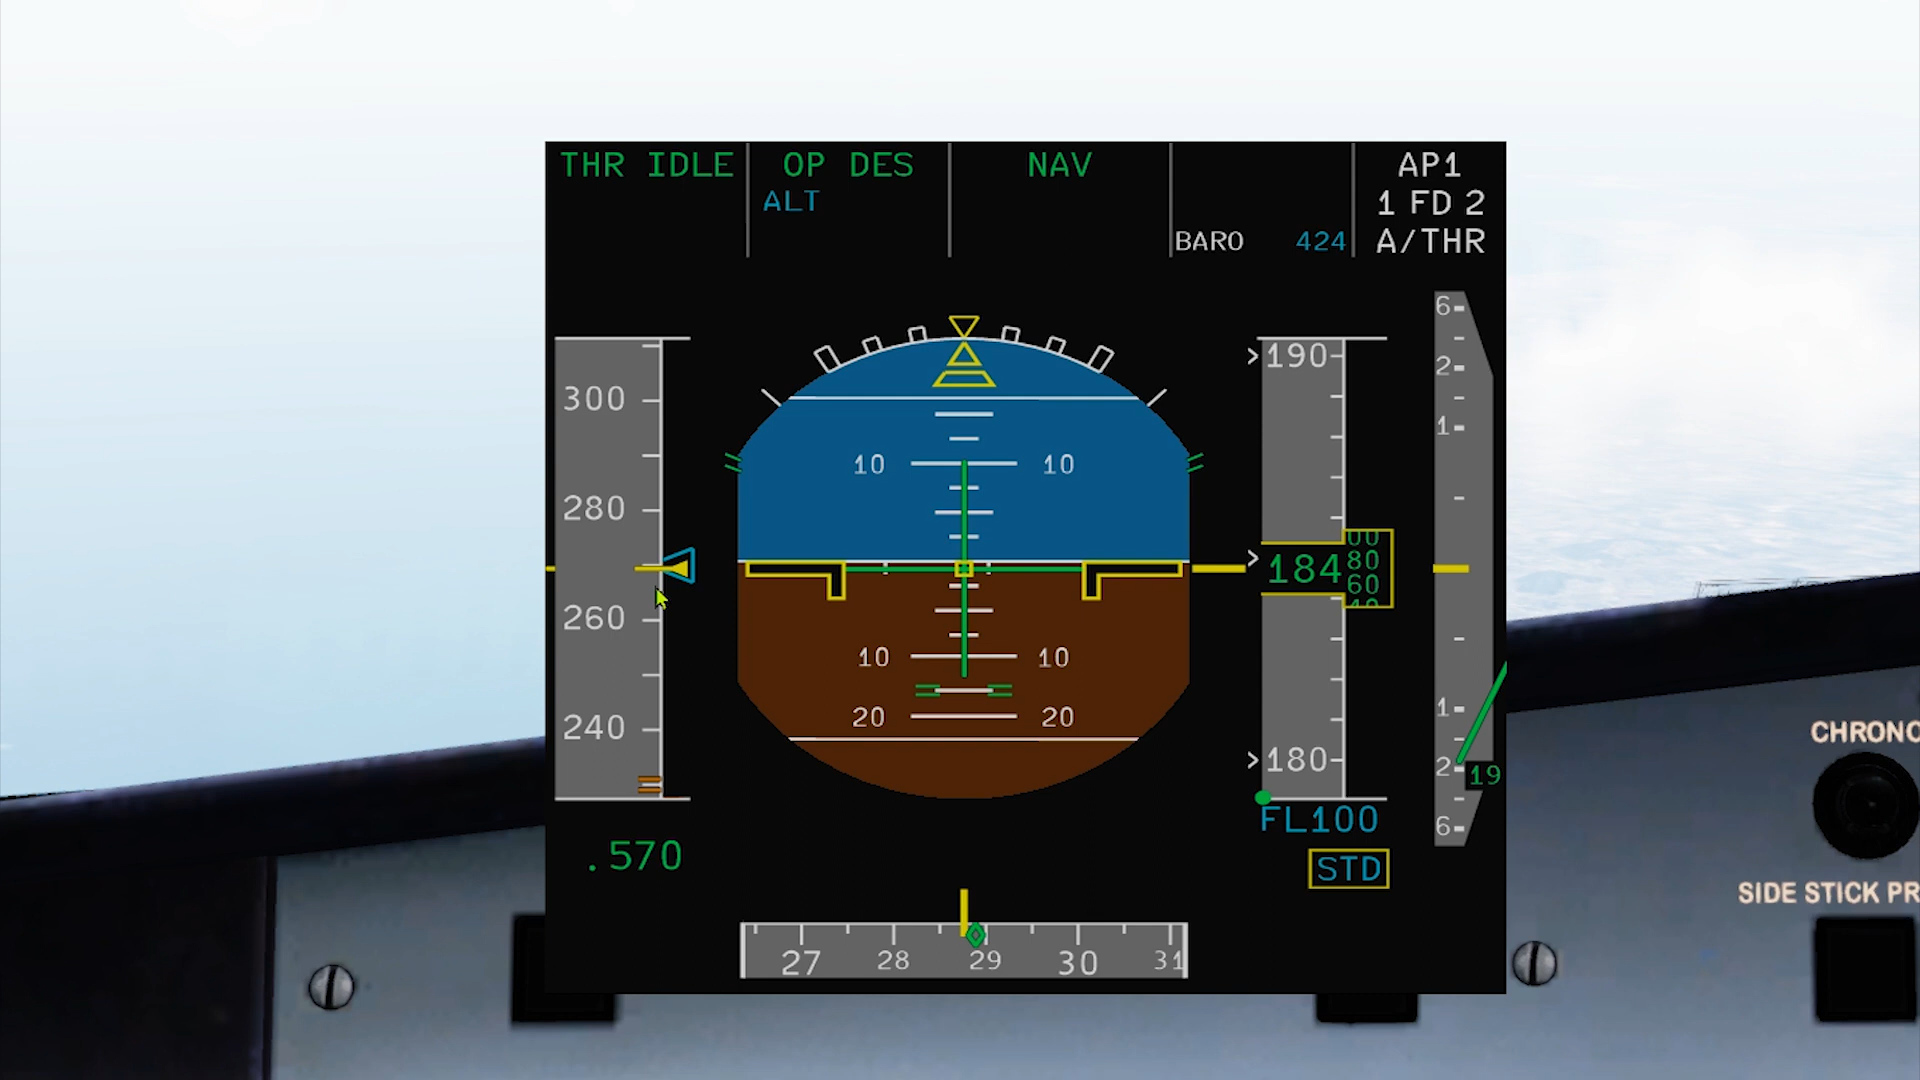 THR IDLE OP DES NAV AP1
ALT 1 FD 2
BARO 424 A/THR
6
190
2
300
1
10 10
280
184
00
80
60
40
260
10 10
1
20 20
240
180
2
19
FL100
6
.570
STD
27 28 29 30 31
CHRONO
SIDE STICK PR